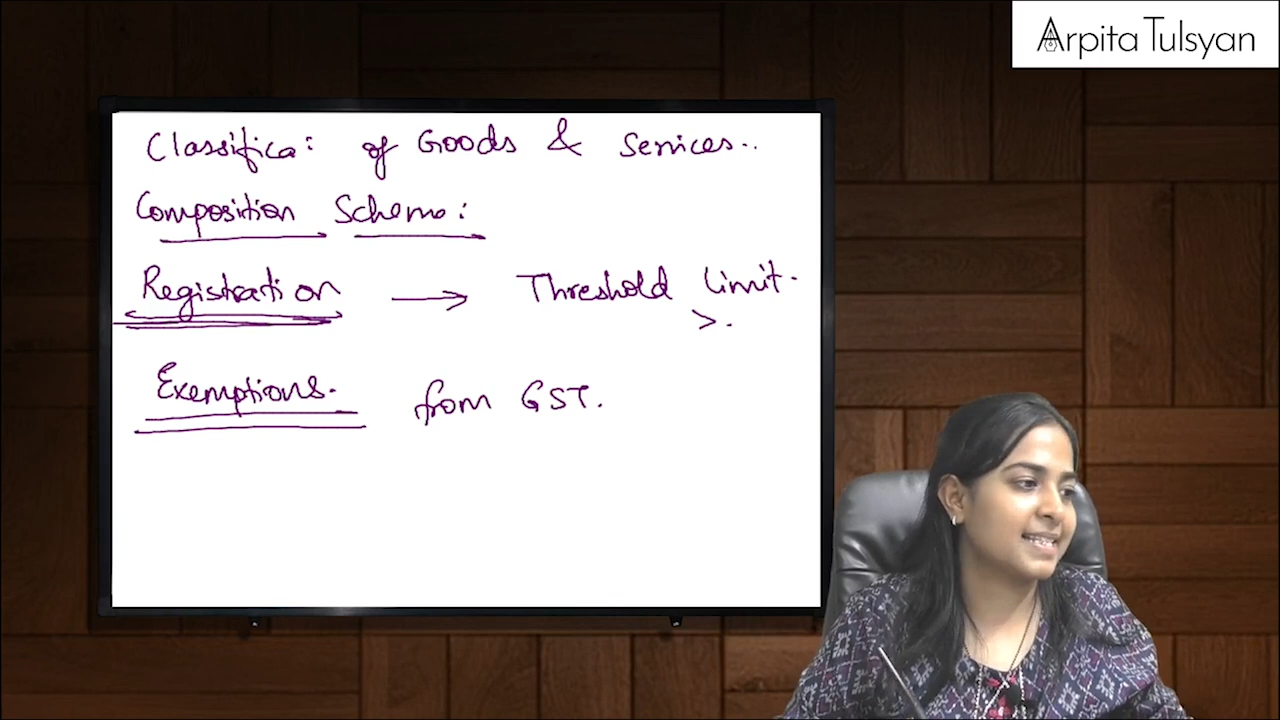 Arpita Tulsyan
Classifica: of Goods & Services..
Composition Scheme:
Registration → Threshold limit.
>.
Exemptions. from GST.